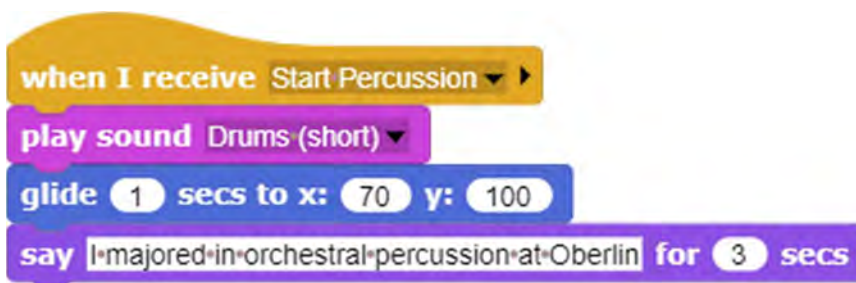 when I receive Start Percussion
play sound Drums (short)
glide 1 secs to x: 70 y: 100
say I majored in orchestral percussion at Oberlin for 3 secs